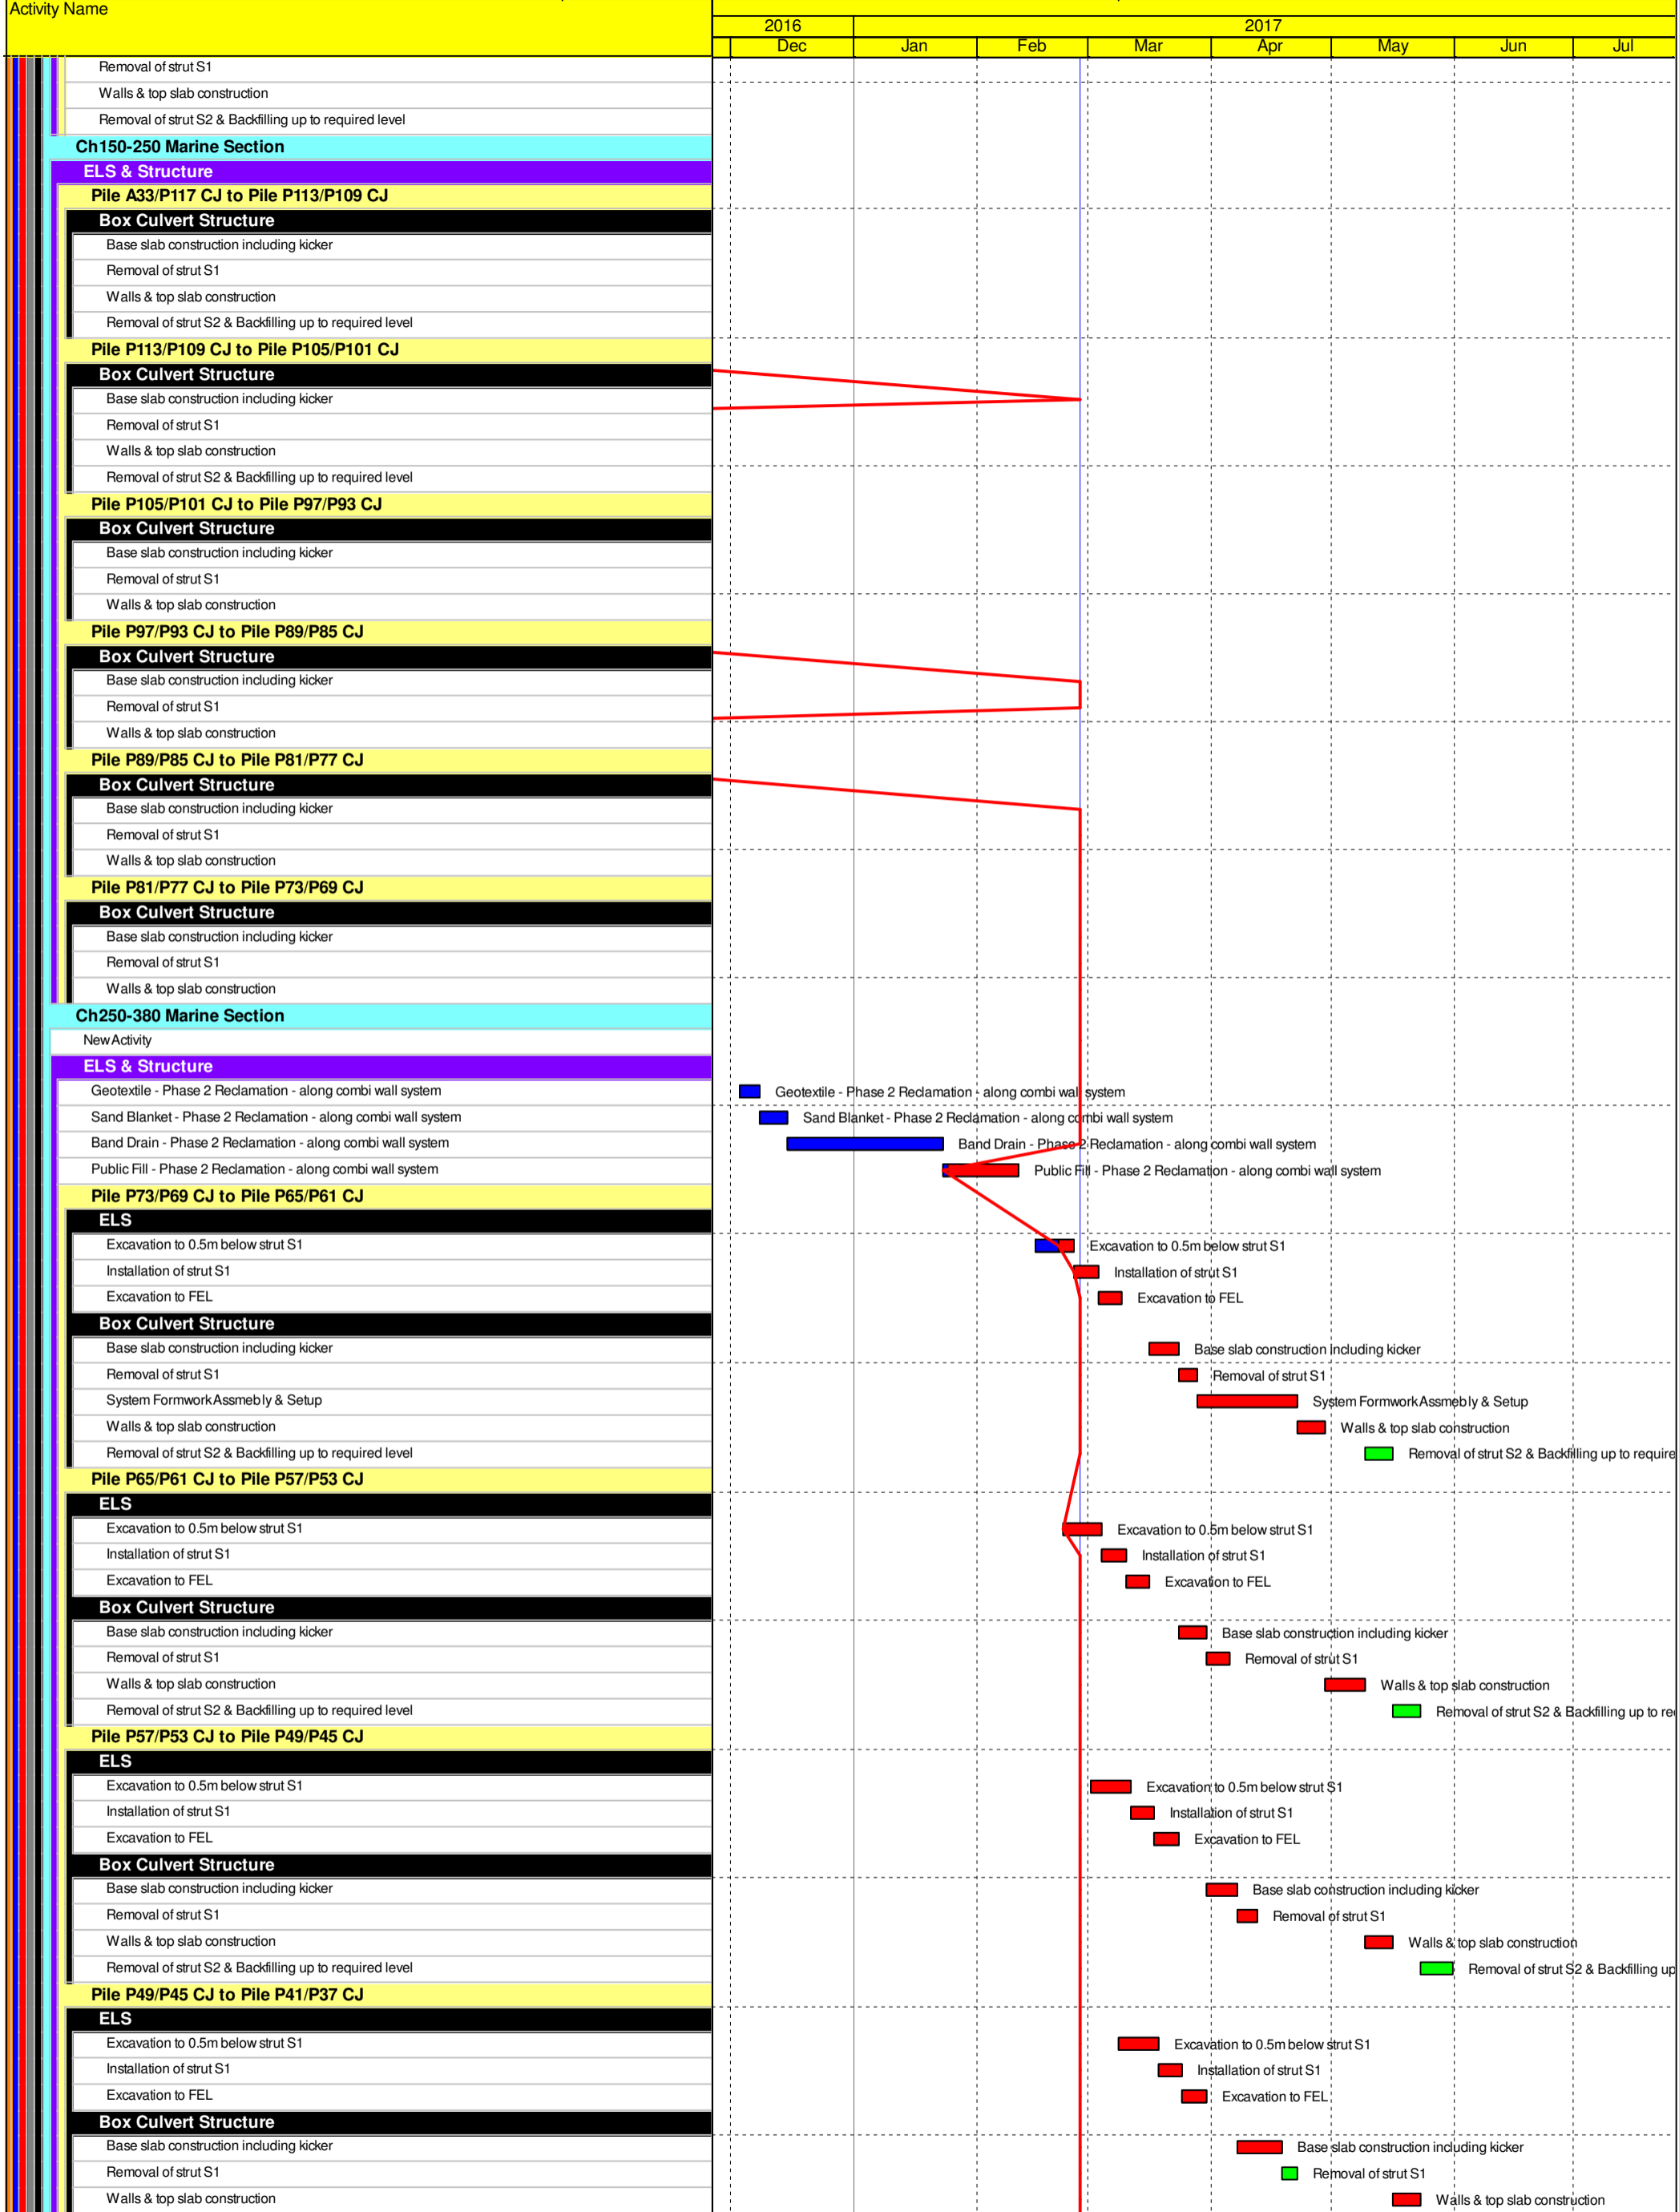 Activity Name
2016 2017
Dec Jan Feb Mar Apr May Jun Jul
Removal of strut S1
Walls & top slab construction
Removal of strut S2 & Backfilling up to required level
Ch150-250 Marine Section
ELS & Structure
Pile A33/P117 CJ to Pile P113/P109 CJ
Box Culvert Structure
Base slab construction including kicker
Removal of strut S1
Walls & top slab construction
Removal of strut S2 & Backfilling up to required level
Pile P113/P109 CJ to Pile P105/P101 CJ
Box Culvert Structure
Base slab construction including kicker
Removal of strut S1
Walls & top slab construction
Removal of strut S2 & Backfilling up to required level
Pile P105/P101 CJ to Pile P97/P93 CJ
Box Culvert Structure
Base slab construction including kicker
Removal of strut S1
Walls & top slab construction
Pile P97/P93 CJ to Pile P89/P85 CJ
Box Culvert Structure
Base slab construction including kicker
Removal of strut S1
Walls & top slab construction
Pile P89/P85 CJ to Pile P81/P77 CJ
Box Culvert Structure
Base slab construction including kicker
Removal of strut S1
Walls & top slab construction
Pile P81/P77 CJ to Pile P73/P69 CJ
Box Culvert Structure
Base slab construction including kicker
Removal of strut S1
Walls & top slab construction
Ch250-380 Marine Section
New Activity
ELS & Structure
Geotextile - Phase 2 Reclamation - along combi wall system Geotextile - Phase 2 Reclamation - along combi wall system
Sand Blanket - Phase 2 Reclamation - along combi wall system Sand Blanket - Phase 2 Reclamation - along combi wall system
Band Drain - Phase 2 Reclamation - along combi wall system Band Drain - Phase 2 Reclamation - along combi wall system
Public Fill - Phase 2 Reclamation - along combi wall system Public Fill - Phase 2 Reclamation - along combi wall system
Pile P73/P69 CJ to Pile P65/P61 CJ
ELS
Excavation to 0.5m below strut S1 Excavation to 0.5m below strut S1
Installation of strut S1 Installation of strut S1
Excavation to FEL Excavation to FEL
Box Culvert Structure
Base slab construction including kicker Base slab construction including kicker
Removal of strut S1 Removal of strut S1
System Formwork Assmebly & Setup System Formwork Assmebly & Setup
Walls & top slab construction Walls & top slab construction
Removal of strut S2 & Backfilling up to required level Removal of strut S2 & Backfilling up to require
Pile P65/P61 CJ to Pile P57/P53 CJ
ELS
Excavation to 0.5m below strut S1 Excavation to 0.5m below strut S1
Installation of strut S1 Installation of strut S1
Excavation to FEL Excavation to FEL
Box Culvert Structure
Base slab construction including kicker Base slab construction including kicker
Removal of strut S1 Removal of strut S1
Walls & top slab construction Walls & top slab construction
Removal of strut S2 & Backfilling up to required level Removal of strut S2 & Backfilling up to re
Pile P57/P53 CJ to Pile P49/P45 CJ
ELS
Excavation to 0.5m below strut S1 Excavation to 0.5m below strut S1
Installation of strut S1 Installation of strut S1
Excavation to FEL Excavation to FEL
Box Culvert Structure
Base slab construction including kicker Base slab construction including kicker
Removal of strut S1 Removal of strut S1
Walls & top slab construction Walls & top slab construction
Removal of strut S2 & Backfilling up to required level Removal of strut S2 & Backfilling up
Pile P49/P45 CJ to Pile P41/P37 CJ
ELS
Excavation to 0.5m below strut S1 Excavation to 0.5m below strut S1
Installation of strut S1 Installation of strut S1
Excavation to FEL Excavation to FEL
Box Culvert Structure
Base slab construction including kicker Base slab construction including kicker
Removal of strut S1 Removal of strut S1
Walls & top slab construction Walls & top slab construction